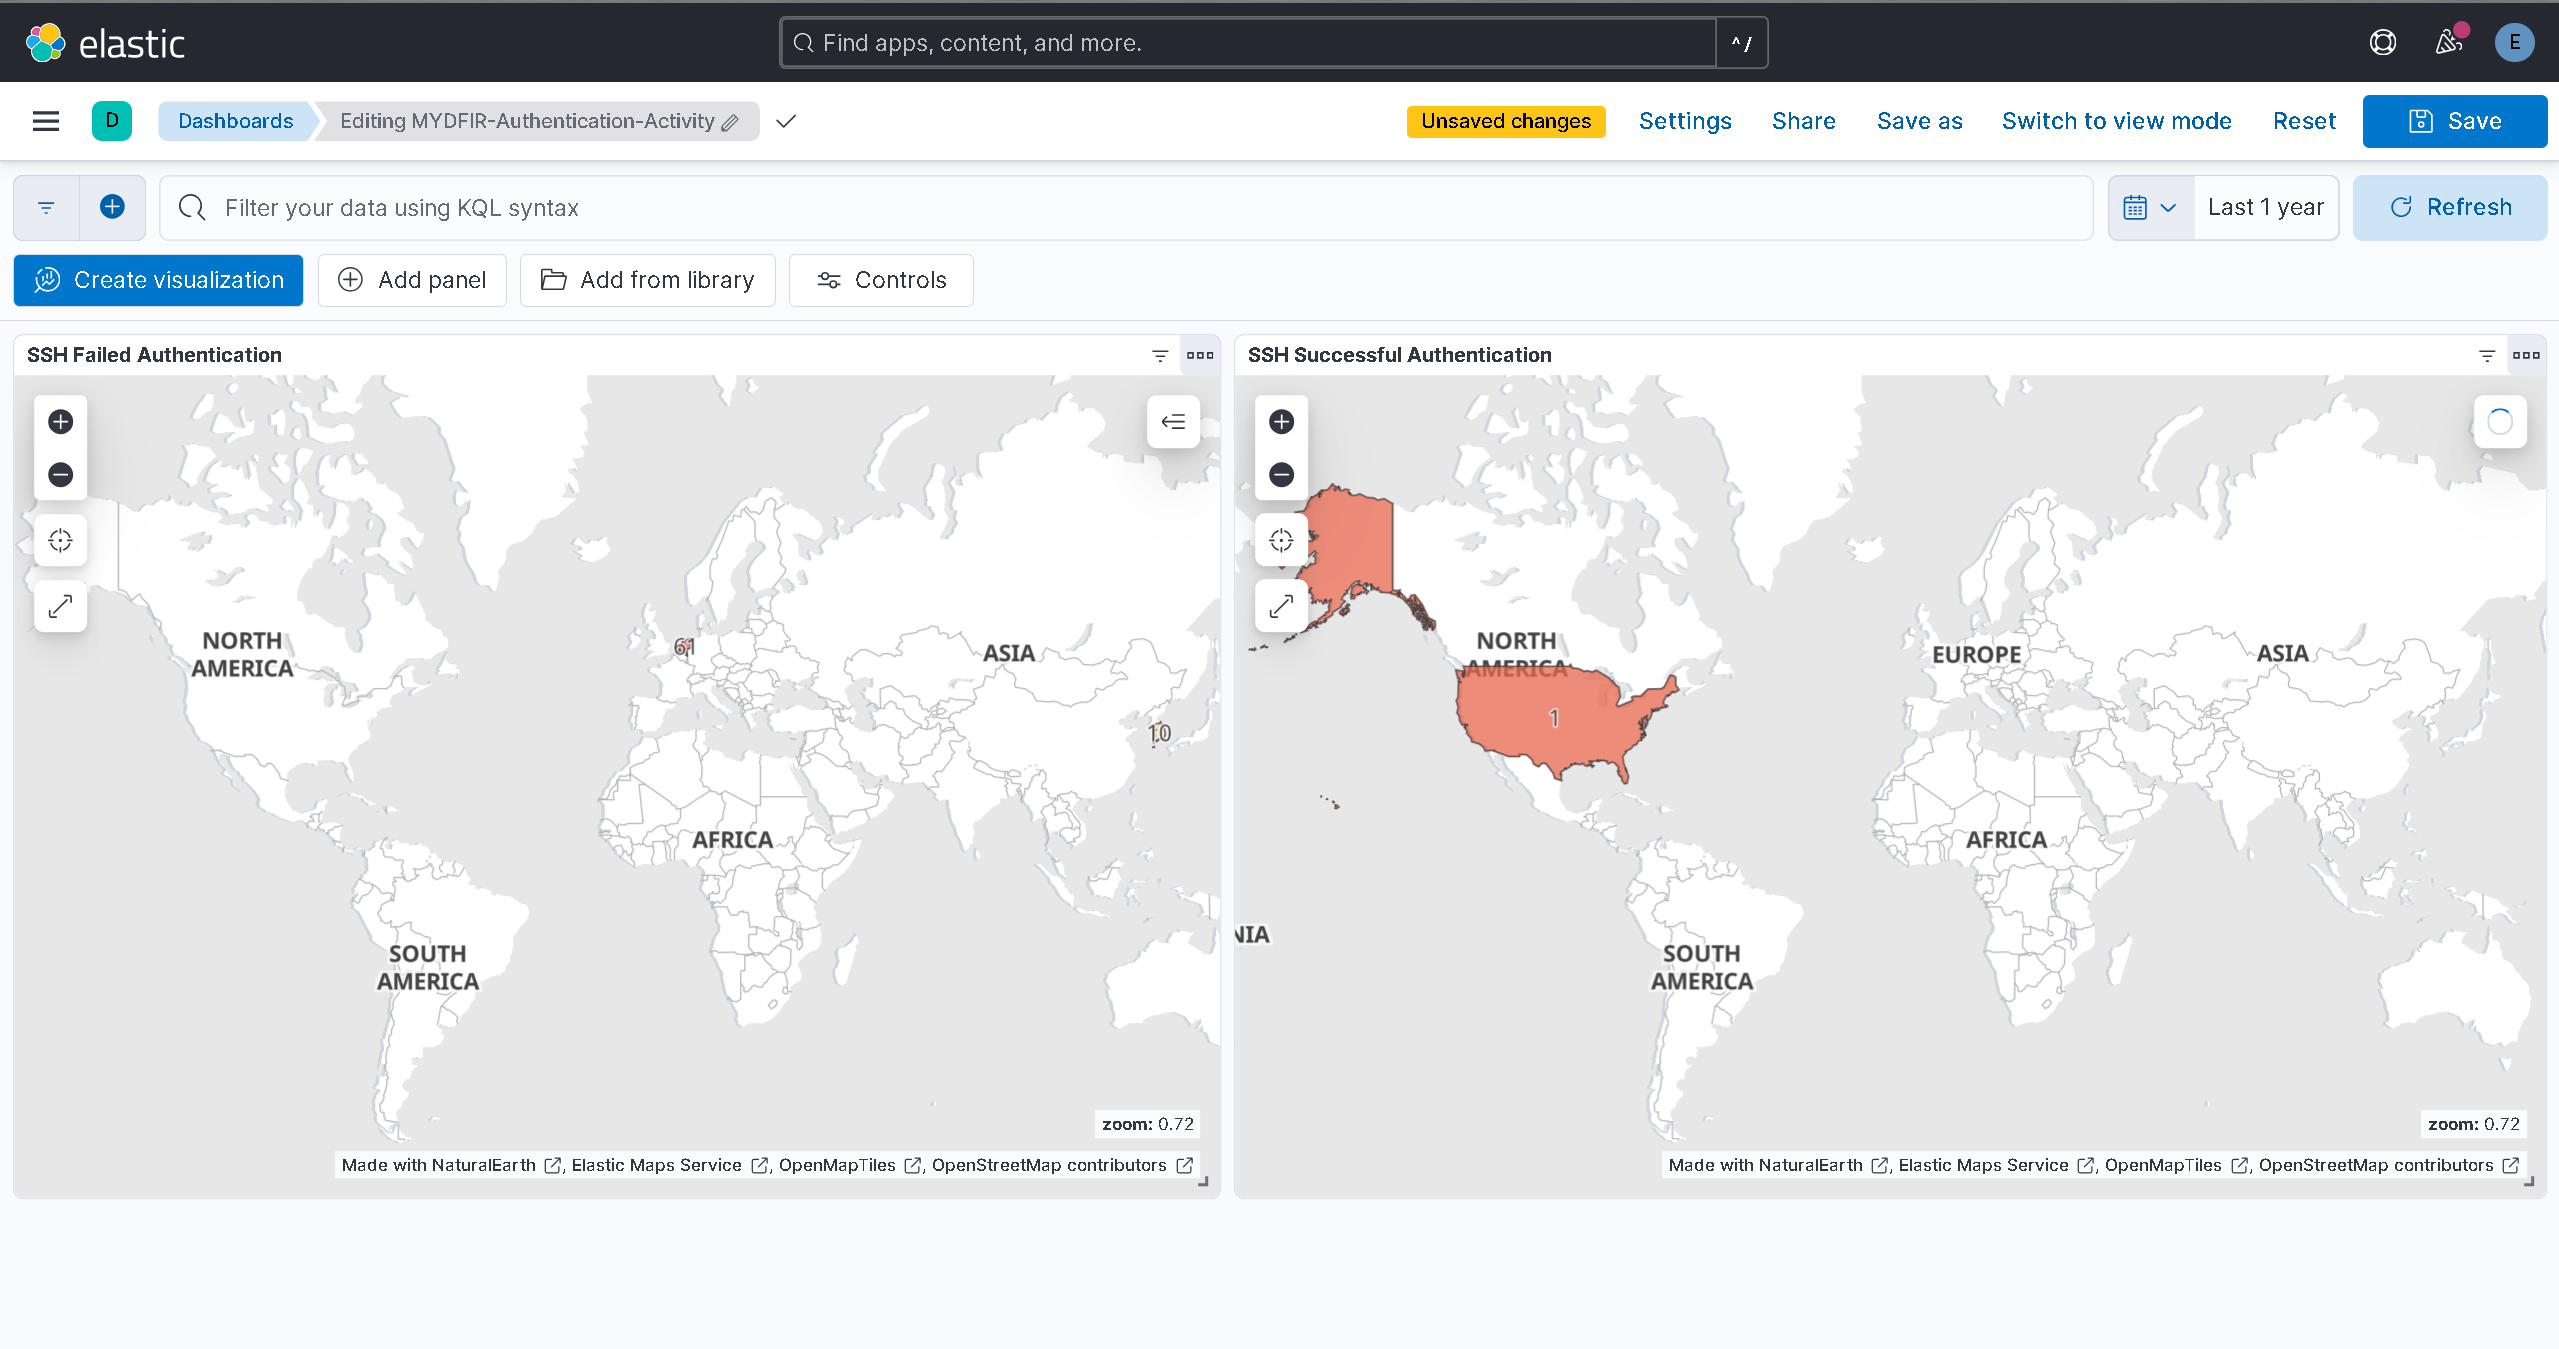 elastic
Find apps, content, and more.
^ /
E
D
Dashboards
Editing MYDFIR-Authentication-Activity
Unsaved changes
Settings
Share
Save as
Switch to view mode
Reset
Save
Filter your data using KQL syntax
Last 1 year
Refresh
Create visualization
Add panel
Add from library
Controls
SSH Failed Authentication
NORTH
AMERICA
61
ASIA
10
AFRICA
SOUTH
AMERICA
zoom: 0.72
Made with NaturalEarth, Elastic Maps Service, OpenMapTiles, OpenStreetMap contributors
SSH Successful Authentication
NORTH
AMERICA
EUROPE
ASIA
1
AFRICA
NIA
SOUTH
AMERICA
zoom: 0.72
Made with NaturalEarth, Elastic Maps Service, OpenMapTiles, OpenStreetMap contributors